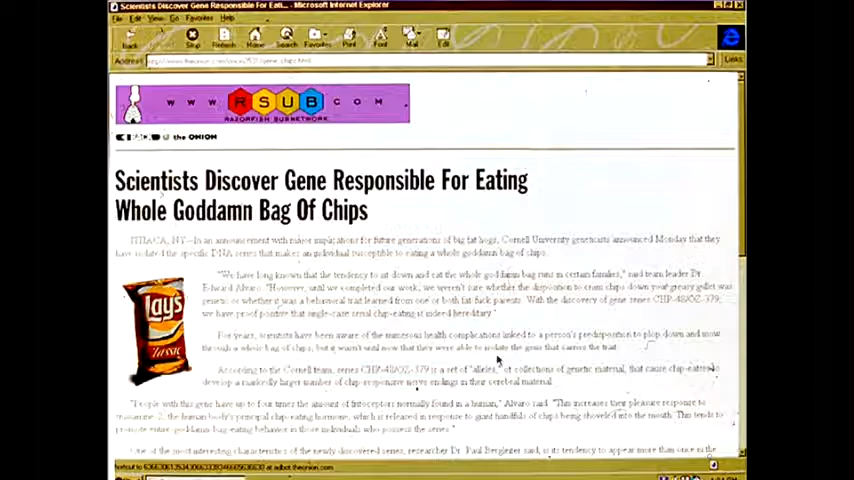 Scientists Discover Gene Responsible For Eati... - Microsoft Internet Explorer
File Edit View Go Favorites Help
Back Stop Refresh Home Search Favorites Print Font Mail Edit
Address Links
WWW RSUB COM
RAZORFISH SUBNETWORK
the ONION
Scientists Discover Gene Responsible For Eating
Whole Goddamn Bag Of Chips
ITHACA, NY—In an announcement with major implications for future generations of big fat hogs, Cornell University geneticists announced Monday that they
have isolated the specific DNA series that makes an individual susceptible to eating a whole goddamn bag of chips.
"We have long known that the tendency to sit down and eat the whole goddamn bag runs in certain families," said team leader Dr.
Edward Alvaro. "However, until we completed our work, we weren't sure whether the disposition to cram chips down your greasy gullet was
genetic or whether it was a behavioral trait learned from one or both fat-fuck parents. With the discovery of gene series CHP-48/OZ-379,
we have proof positive that single-case serial chip-eating is indeed hereditary."
Lay's
Classic
For years, scientists have been aware of the numerous health complications linked to a person's predisposition to plop down and mow
through a whole bag of chips, but it wasn't until now that they were able to isolate the gene that carries the trait.
According to the Cornell team, series CHP-48/OZ-379 is a set of "alleles," or collections of genetic material, that cause chip-eaters to
develop a markedly larger number of chip-responsive nerve endings in their cerebral material.
"People with this gene have up to four times the amount of fritoceptors normally found in a human," Alvaro said. "This increases their pleasure response to
the human body's principal chip-eating hormone, which is released in response to giant handfuls of chips being shoveled into the mouth. This tends to
promote entire-goddamn-bag-eating behavior in those individuals who possess the series."
One of the most interesting characteristics of the newly discovered series, researcher Dr. Paul Bergleiter said, is its tendency to appear more than once in the